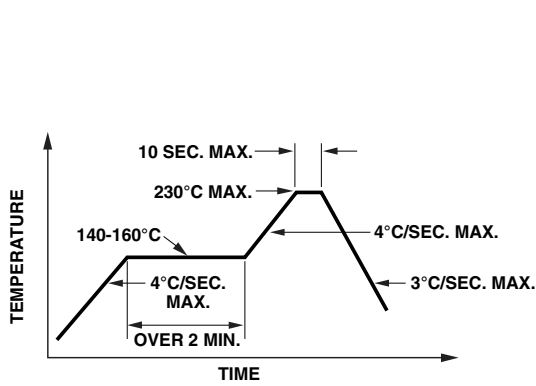 10 SEC. MAX.
230°C MAX.
140-160°C
4°C/SEC. MAX.
4°C/SEC.
MAX.
3°C/SEC. MAX.
OVER 2 MIN.
TEMPERATURE
TIME